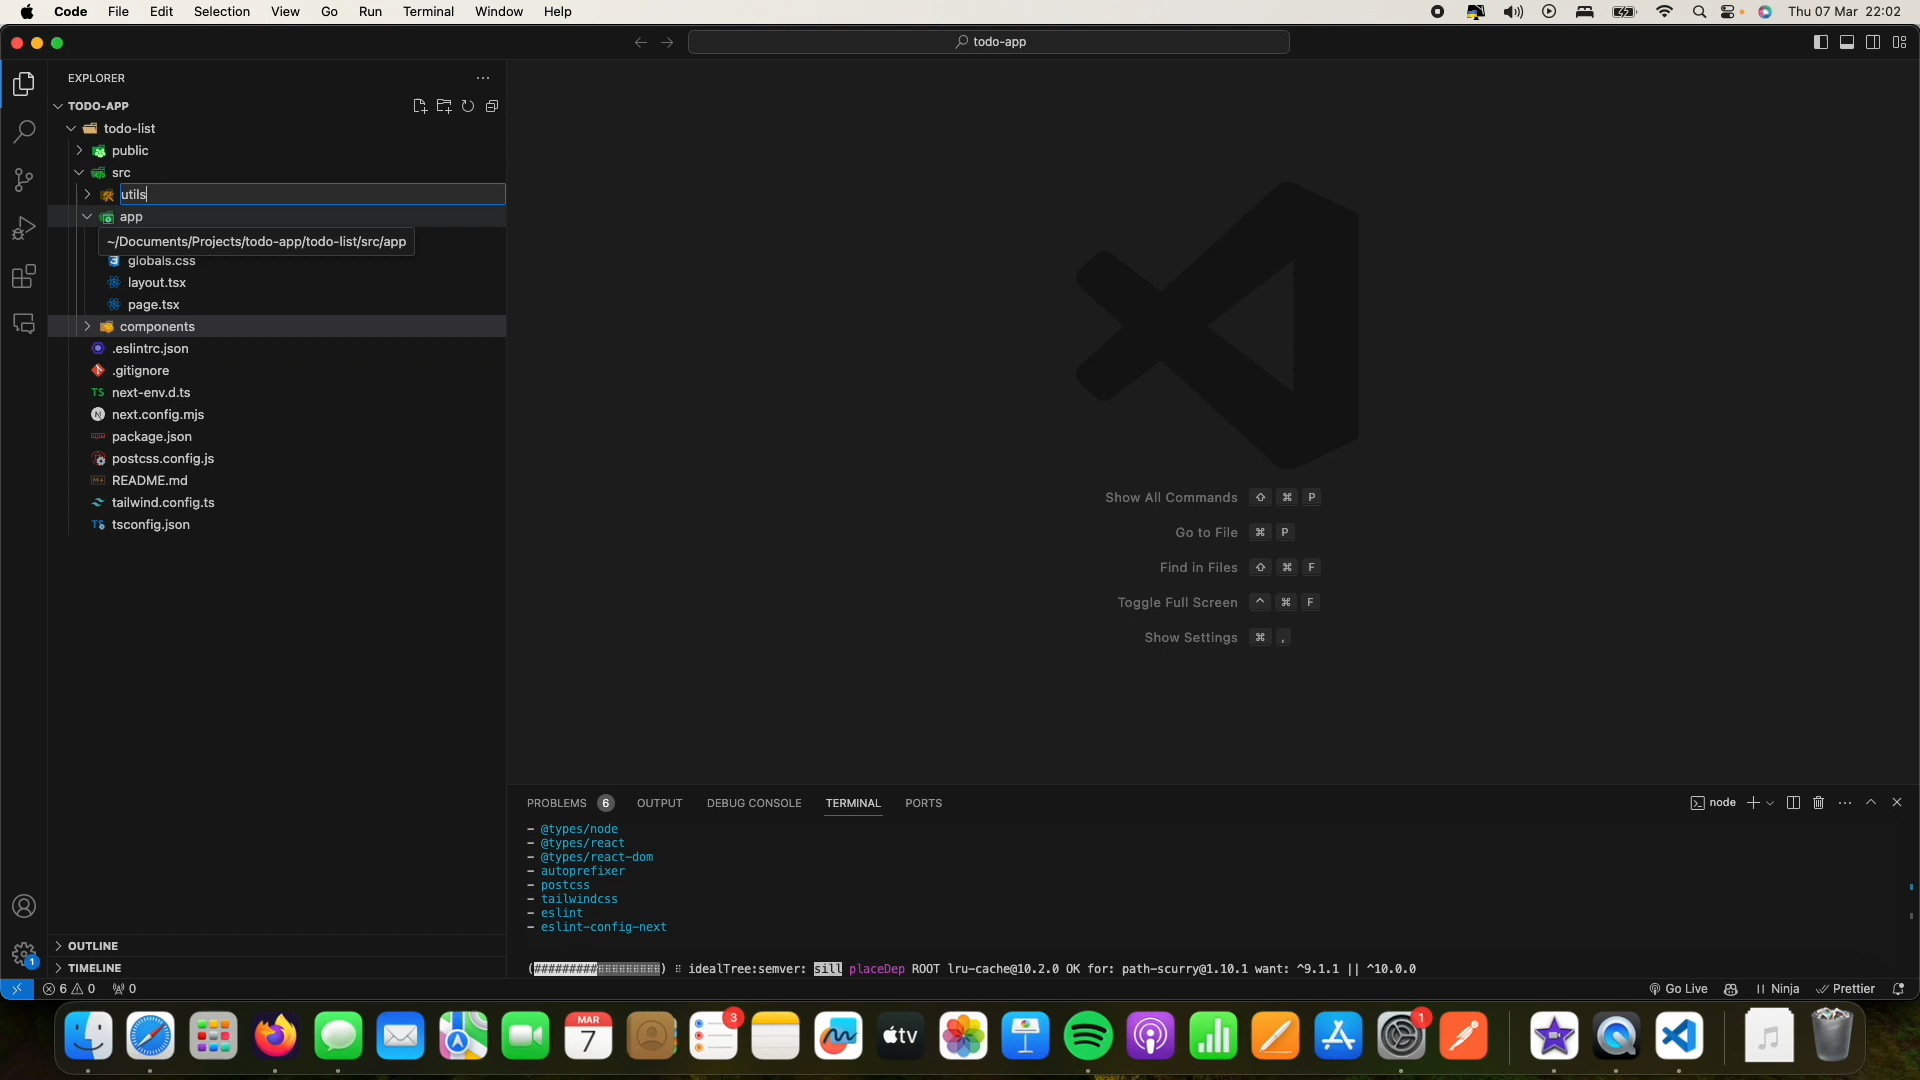 Code File Edit Selection View Go Run Terminal Window Help
Thu 07 Mar 22:02
todo-app
EXPLORER
TODO-APP
todo-list
public
src
utils
app
~/Documents/Projects/todo-app/todo-list/src/app
globals.css
layout.tsx
page.tsx
components
.eslintrc.json
.gitignore
TS next-env.d.ts
N next.config.mjs
package.json
postcss.config.js
README.md
tailwind.config.ts
TS tsconfig.json
OUTLINE
TIMELINE
Show All Commands ⇧ ⌘ P
Go to File ⌘ P
Find in Files ⇧ ⌘ F
Toggle Full Screen ^ ⌘ F
Show Settings ⌘ ,
PROBLEMS 6 OUTPUT DEBUG CONSOLE TERMINAL PORTS
node
- @types/node
- @types/react
- @types/react-dom
- autoprefixer
- postcss
- tailwindcss
- eslint
- eslint-config-next
(#########⠂⠂⠂⠂⠂⠂⠂⠂⠂) ⠏ idealTree:semver: sill placeDep ROOT lru-cache@10.2.0 OK for: path-scurry@1.10.1 want: ^9.1.1 || ^10.0.0
1
6 0 0
Go Live Ninja Prettier
MAR
7
3
tv
1